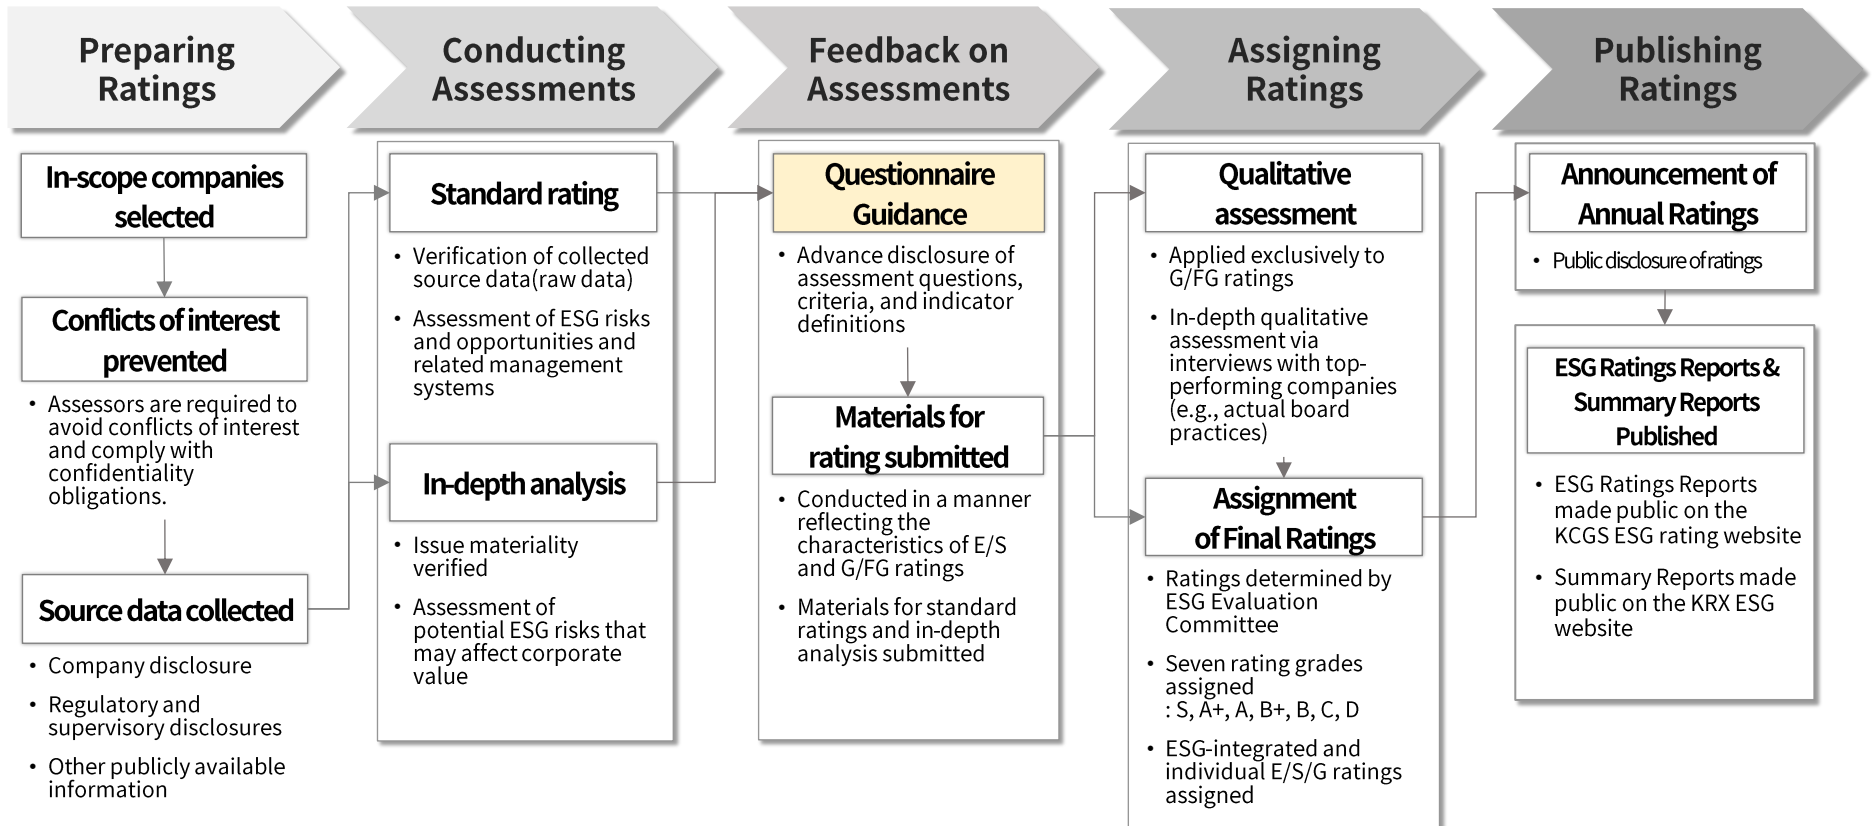 Preparing
Ratings
In-scope companies
selected
Conflicts of interest
prevented
• Assessors are required to
avoid conflicts of interest
and comply with
confidentiality
obligations.
Source data collected
• Company disclosure
• Regulatory and
supervisory disclosures
• Other publicly available
information
Conducting
Assessments
Standard rating
• Verification of collected
source data(raw data)
• Assessment of ESG risks
and opportunities and
related management
systems
In-depth analysis
• Issue materiality
verified
• Assessment of
potential ESG risks that
may affect corporate
value
Feedback on
Assessments
Questionnaire
Guidance
• Advance disclosure of
assessment questions,
criteria, and indicator
definitions
Materials for
rating submitted
• Conducted in a manner
reflecting the
characteristics of E/S
and G/FG ratings
• Materials for standard
ratings and in-depth
analysis submitted
Assigning
Ratings
Qualitative
assessment
• Applied exclusively to
G/FG ratings
• In-depth qualitative
assessment via
interviews with top-
performing companies
(e.g., actual board
practices)
Assignment
of Final Ratings
• Ratings determined by
ESG Evaluation
Committee
• Seven rating grades
assigned
: S, A+, A, B+, B, C, D
• ESG-integrated and
individual E/S/G ratings
assigned
Publishing
Ratings
Announcement of
Annual Ratings
• Public disclosure of ratings
ESG Ratings Reports &
Summary Reports
Published
• ESG Ratings Reports
made public on the
KCGS ESG rating website
• Summary Reports made
public on the KRX ESG
website